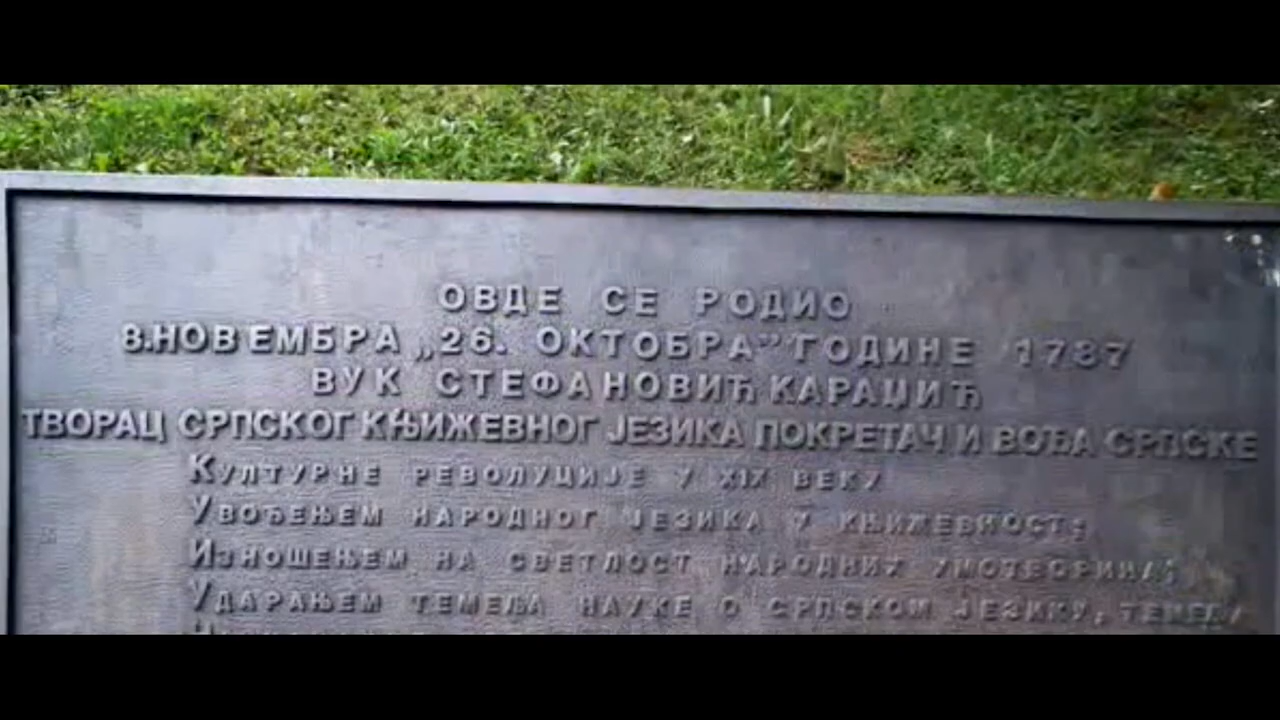 ОВДЕ СЕ РОДИО
8. НОВЕМБРА „26. ОКТОБРА” ГОДИНЕ 1787
ВУК СТЕФАНОВИЋ КАРАЏИЋ
ТВОРАЦ СРПСКОГ КЊИЖЕВНОГ ЈЕЗИКА ПОКРЕТАЧ И ВОЂА СРПСКЕ
КУЛТУРНЕ РЕВОЛУЦИЈЕ У XIX ВЕКУ
УВОЂЕЊЕМ НАРОДНОГ ЈЕЗИКА У КЊИЖЕВНОСТ;
ИЗНОШЕЊЕМ НА СВЕТЛОСТ НАРОДНИХ УМОТВОРИНА;
УДАРАЊЕМ ТЕМЕЉА НАУКЕ О СРПСКОМ ЈЕЗИКУ, ТЕМЕЉА